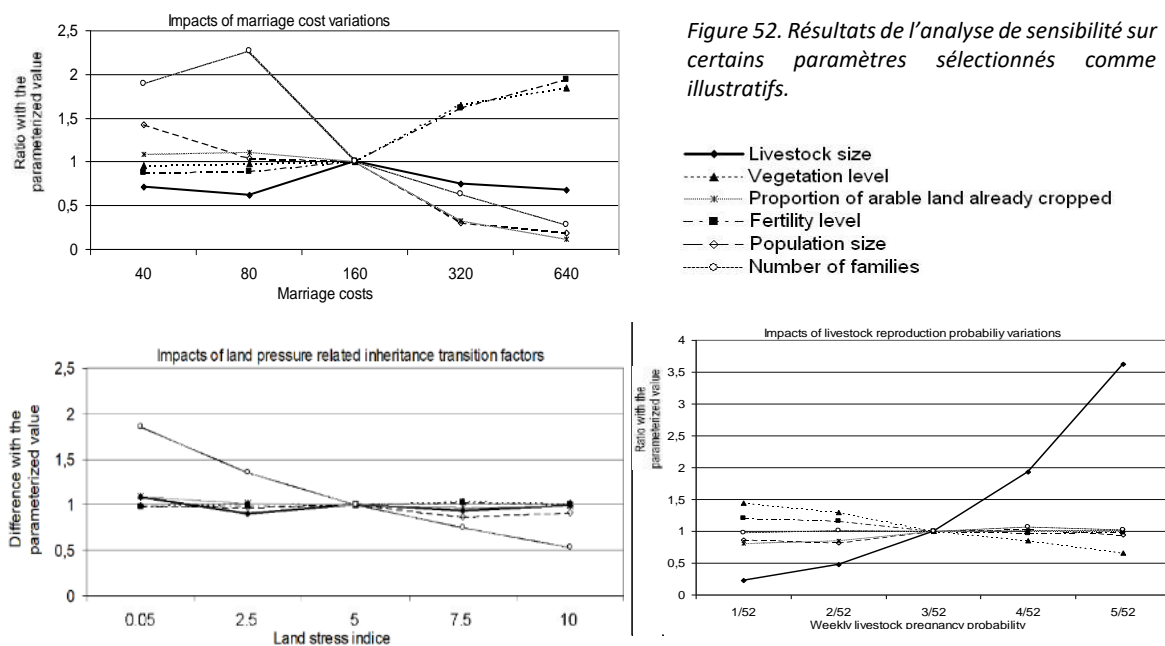 Impacts of marriage cost variations
2,5
2
1,5
1
0,5
0
Ratio with the
parameterized value
40 80 160 320 640
Marriage costs
Figure 52. Résultats de l’analyse de sensibilité sur
certains paramètres sélectionnés comme
illustratifs.
Livestock size
Vegetation level
Proportion of arable land already cropped
Fertility level
Population size
Number of families
Impacts of land pressure related inheritance transition factors
2,5
2
1,5
1
0,5
0
Difference with the
parameterized value
0.05 2.5 5 7.5 10
Land stress indice
Impacts of livestock reproduction probabiliy variations
4
3,5
3
2,5
2
1,5
1
0,5
0
Ratio with the
parameterized value
1/52 2/52 3/52 4/52 5/52
Weekly livestock pregnancy probability